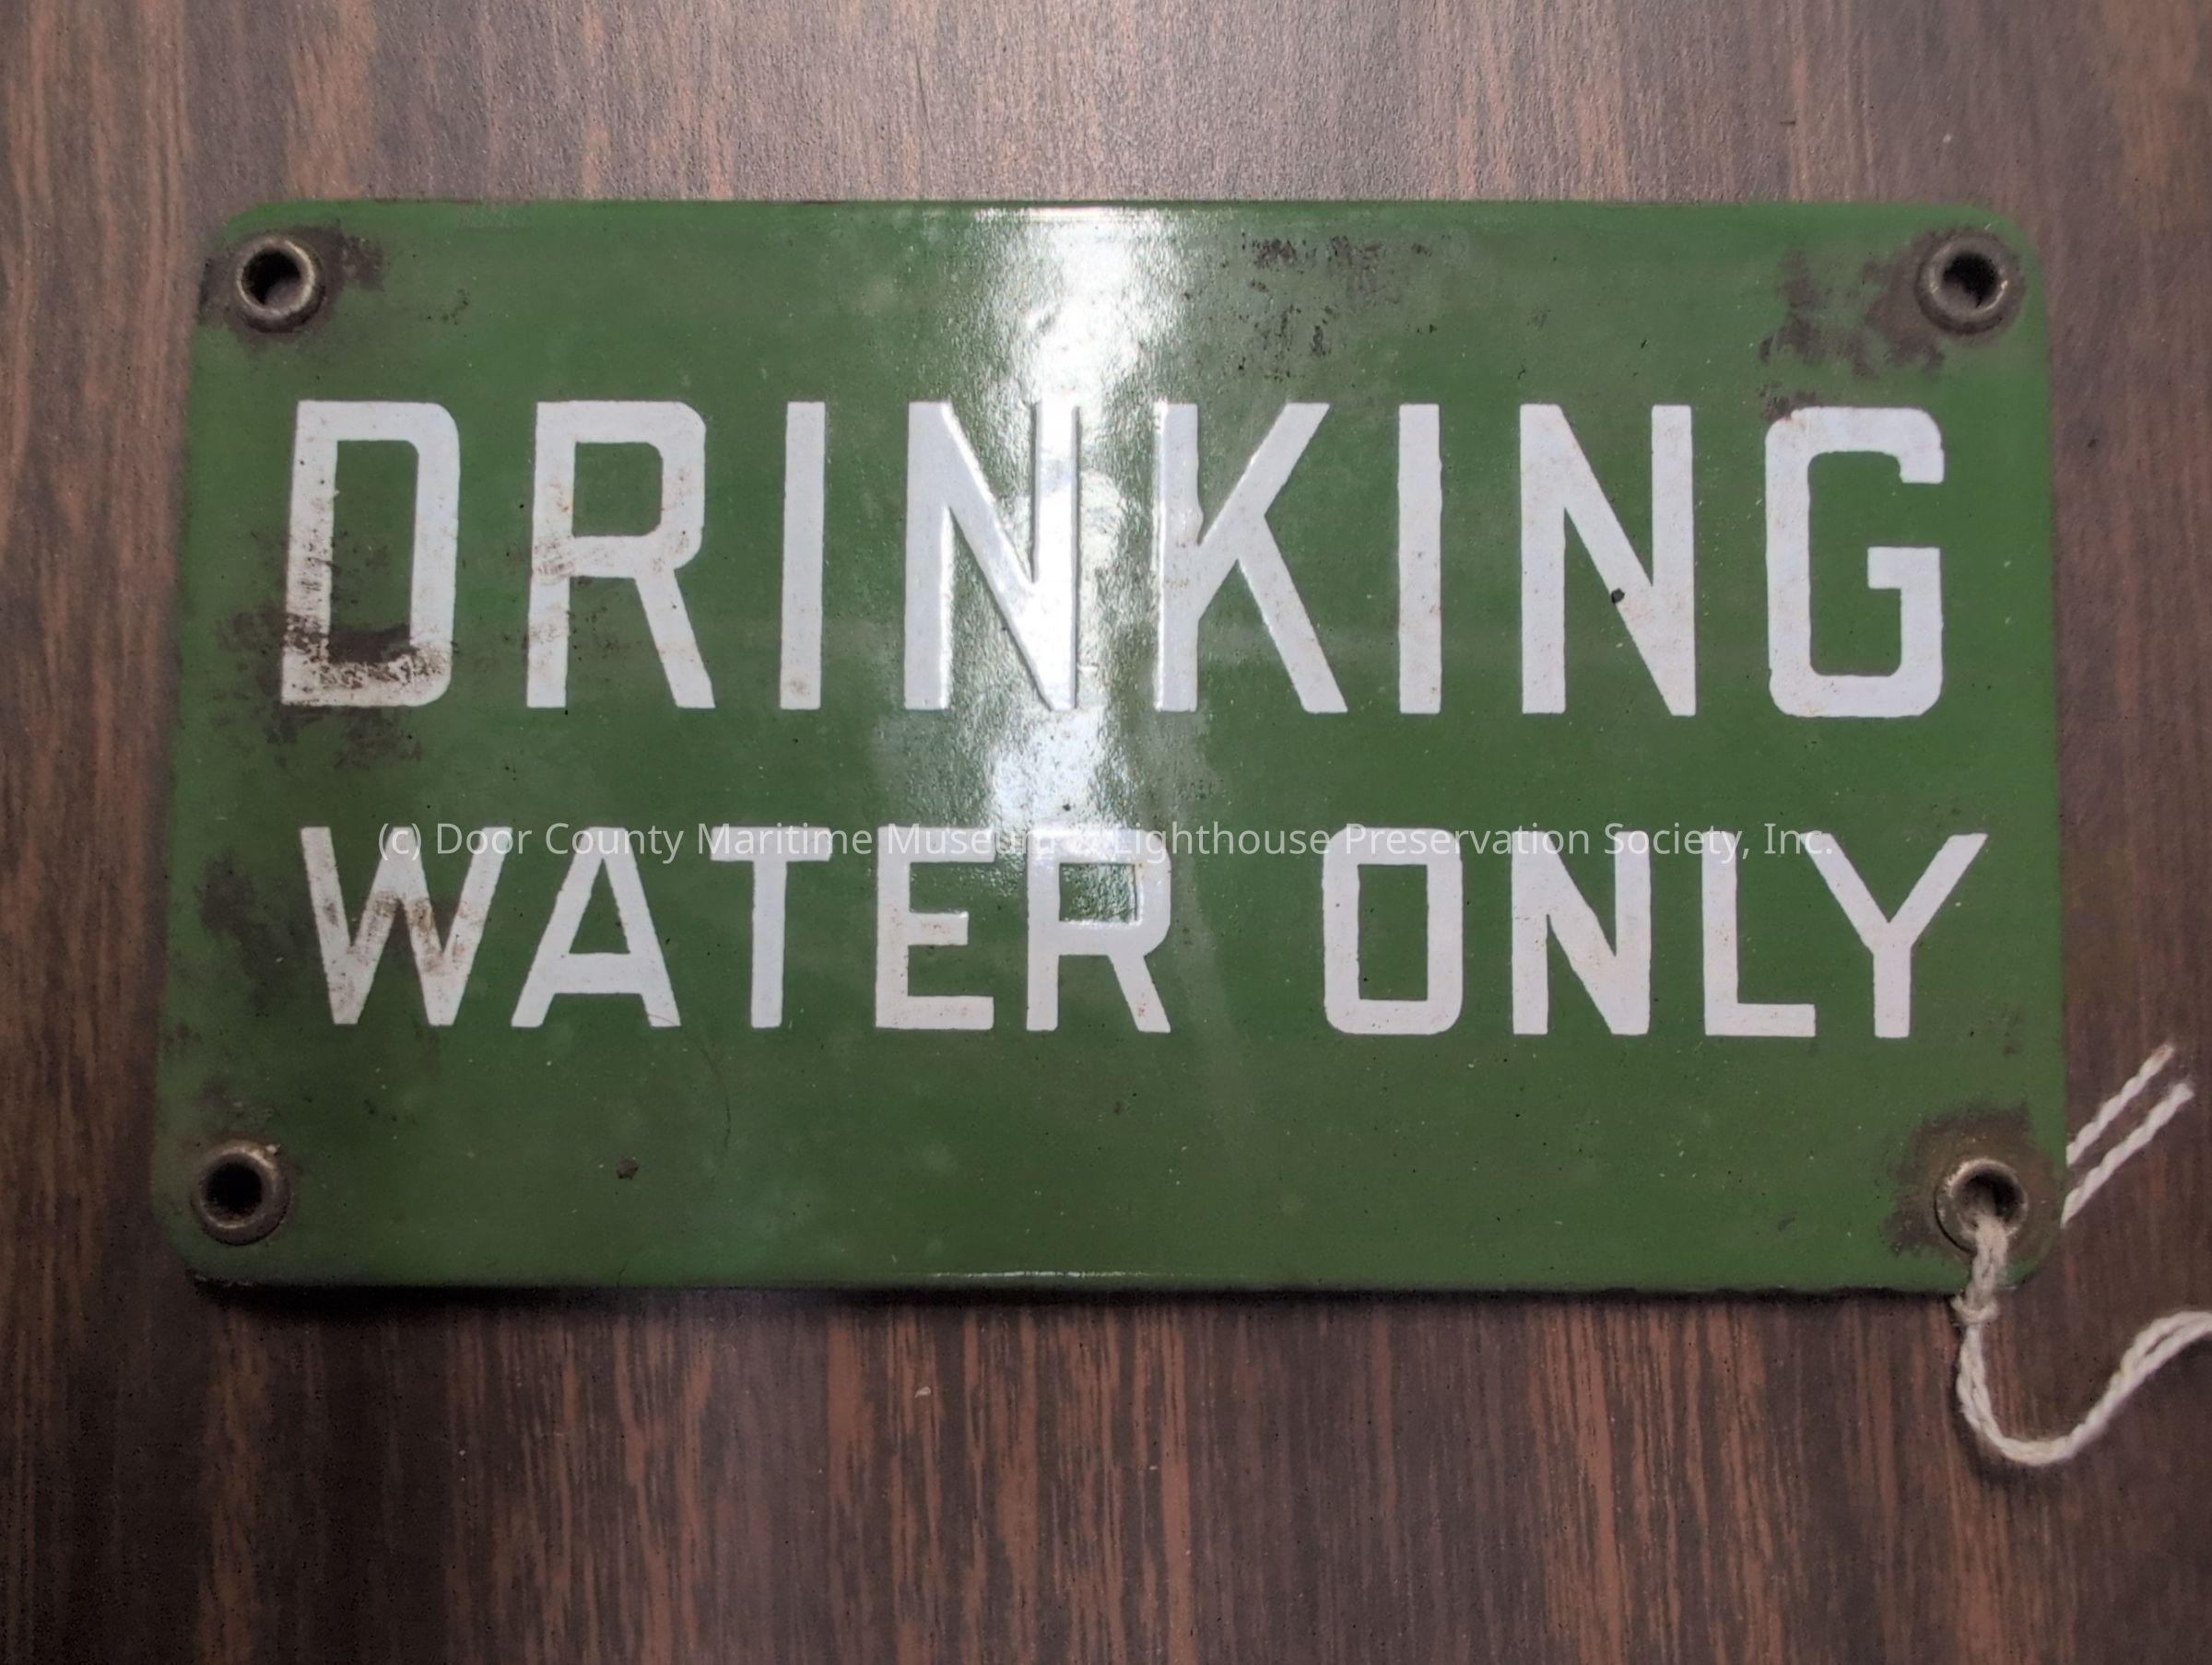 DRINKING
(c) Door County Maritime Museum & Lighthouse Preservation Society, Inc.
WATER ONLY